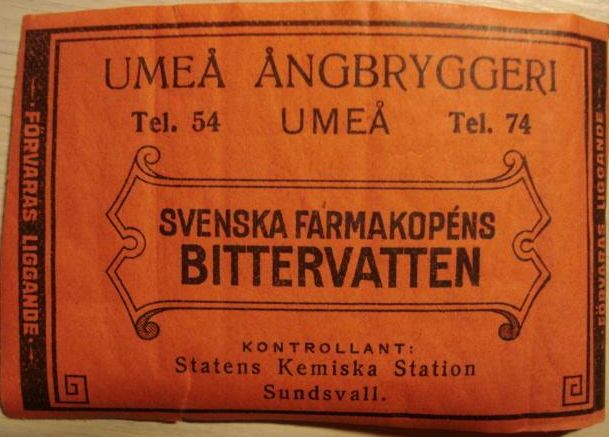 UMEÅ ÅNGBRYGGERI
Tel. 54 UMEÅ Tel. 74
SVENSKA FARMAKOPÉNS
BITTERVATTEN
KONTROLLANT:
Statens Kemiska Station
Sundsvall.
· FÖRVARAS LIGGANDE. ·
FÖRVARAS LIGGANDE.